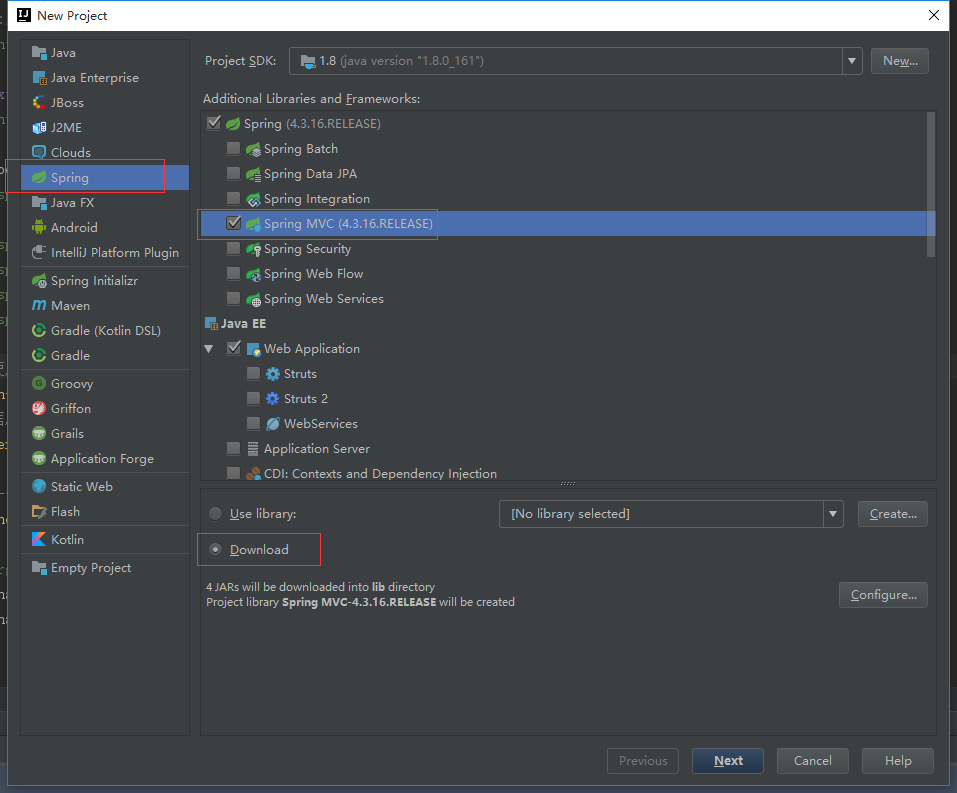 New Project
Java
Java Enterprise
JBoss
J2ME
Clouds
Spring
Java FX
Android
IntelliJ Platform Plugin
Spring Initializr
Maven
Gradle (Kotlin DSL)
Gradle
Groovy
Griffon
Grails
Application Forge
Static Web
Flash
Kotlin
Empty Project
Project SDK: 1.8 (java version "1.8.0_161") New...
Additional Libraries and Frameworks:
Spring (4.3.16.RELEASE)
Spring Batch
Spring Data JPA
Spring Integration
Spring MVC (4.3.16.RELEASE)
Spring Security
Spring Web Flow
Spring Web Services
Java EE
Web Application
Struts
Struts 2
WebServices
Application Server
CDI: Contexts and Dependency Injection
Use library: [No library selected] Create...
Download
4 JARs will be downloaded into lib directory
Project library Spring MVC-4.3.16.RELEASE will be created
Configure...
Previous Next Cancel Help